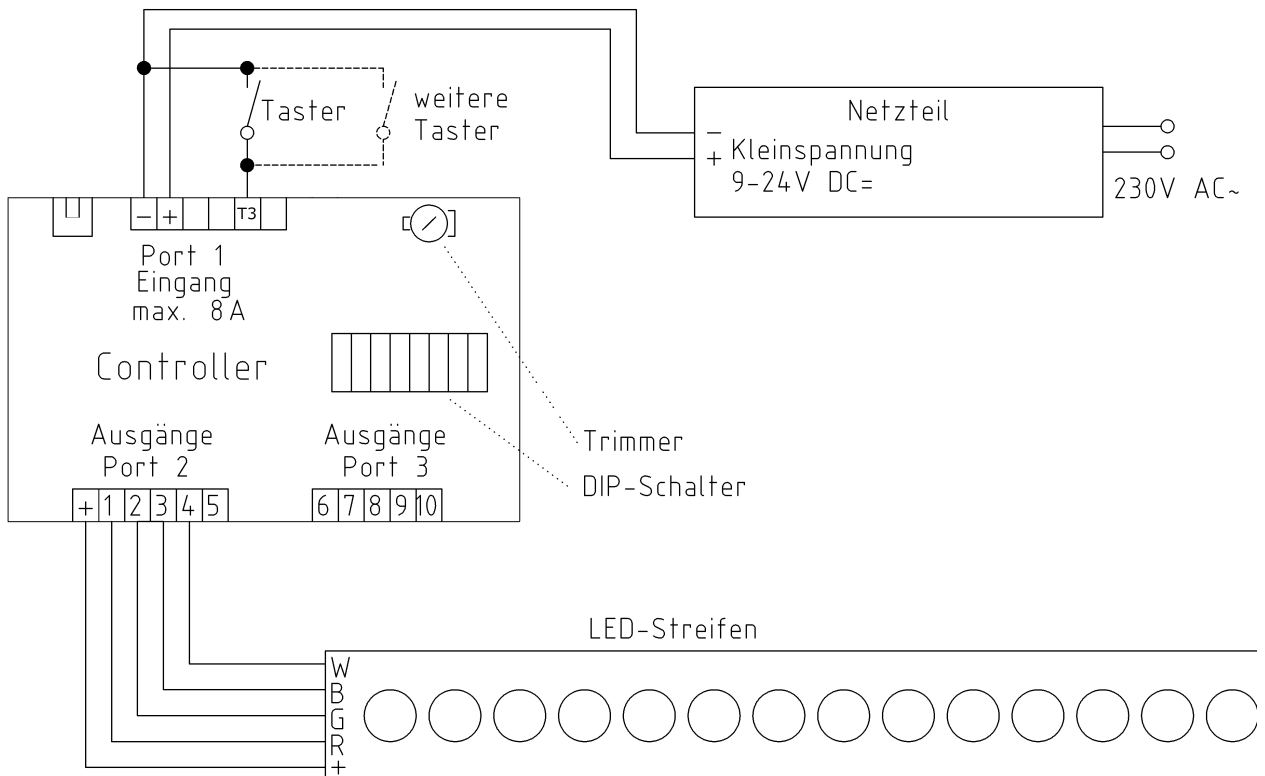 Taster
weitere
Taster
Netzteil
-
+ Kleinspannung
9-24V DC=
230V AC~
- + T3
Port 1
Eingang
max. 8A
Controller
Ausgänge
Port 2
Ausgänge
Port 3
Trimmer
DIP-Schalter
+ 1 2 3 4 5
6 7 8 9 10
LED-Streifen
W
B
G
R
+